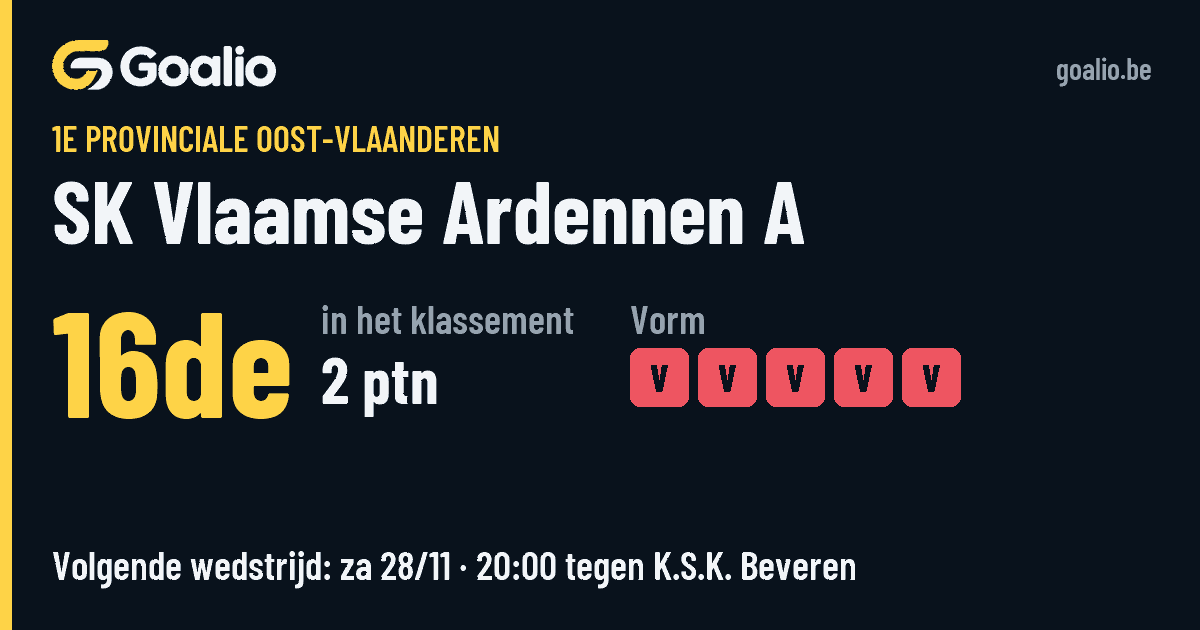 Goalio
goalio.be
1E PROVINCIALE OOST-VLAANDEREN
SK Vlaamse Ardennen A
16de
in het klassement
2 ptn
Vorm
V V V V V
Volgende wedstrijd: za 28/11 · 20:00 tegen K.S.K. Beveren